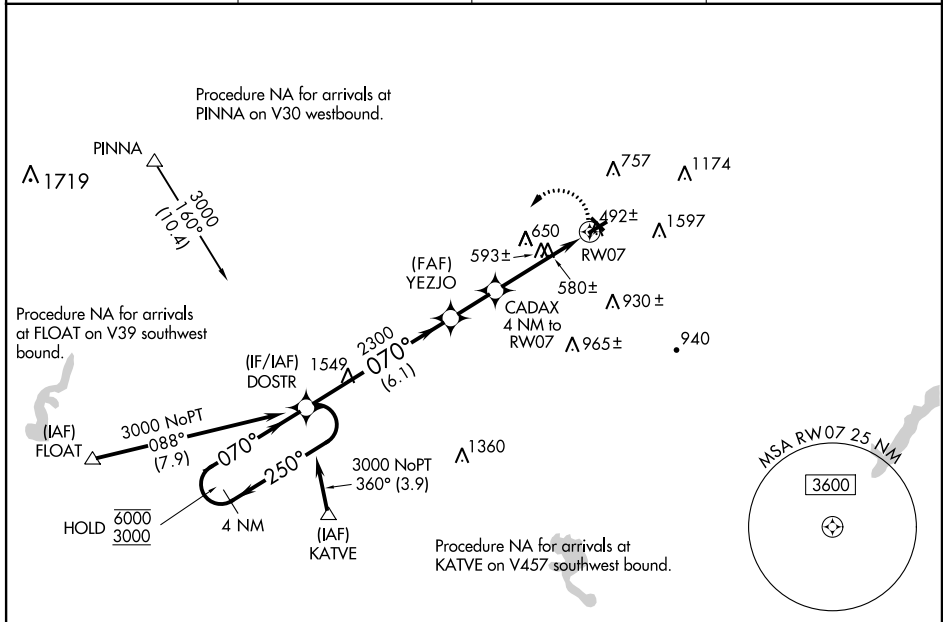 Procedure NA for arrivals at
PINNA on V30 westbound.
PINNA
1719
3000
160°
(10.4)
757
1174
492±
1597
650
593±
RW07
580±
(FAF)
YEZJO
CADAX
4 NM to
RW07
930 ±
965±
940
Procedure NA for arrivals
at FLOAT on V39 southwest
bound.
(IF/IAF)
DOSTR
1549
2300
070°
(6.1)
(IAF)
FLOAT
3000 NoPT
088°
(7.9)
070°
250°
HOLD
6000
3000
4 NM
3000 NoPT
360° (3.9)
(IAF)
KATVE
1360
Procedure NA for arrivals at
KATVE on V457 southwest bound.
MSA RW07 25 NM
3600